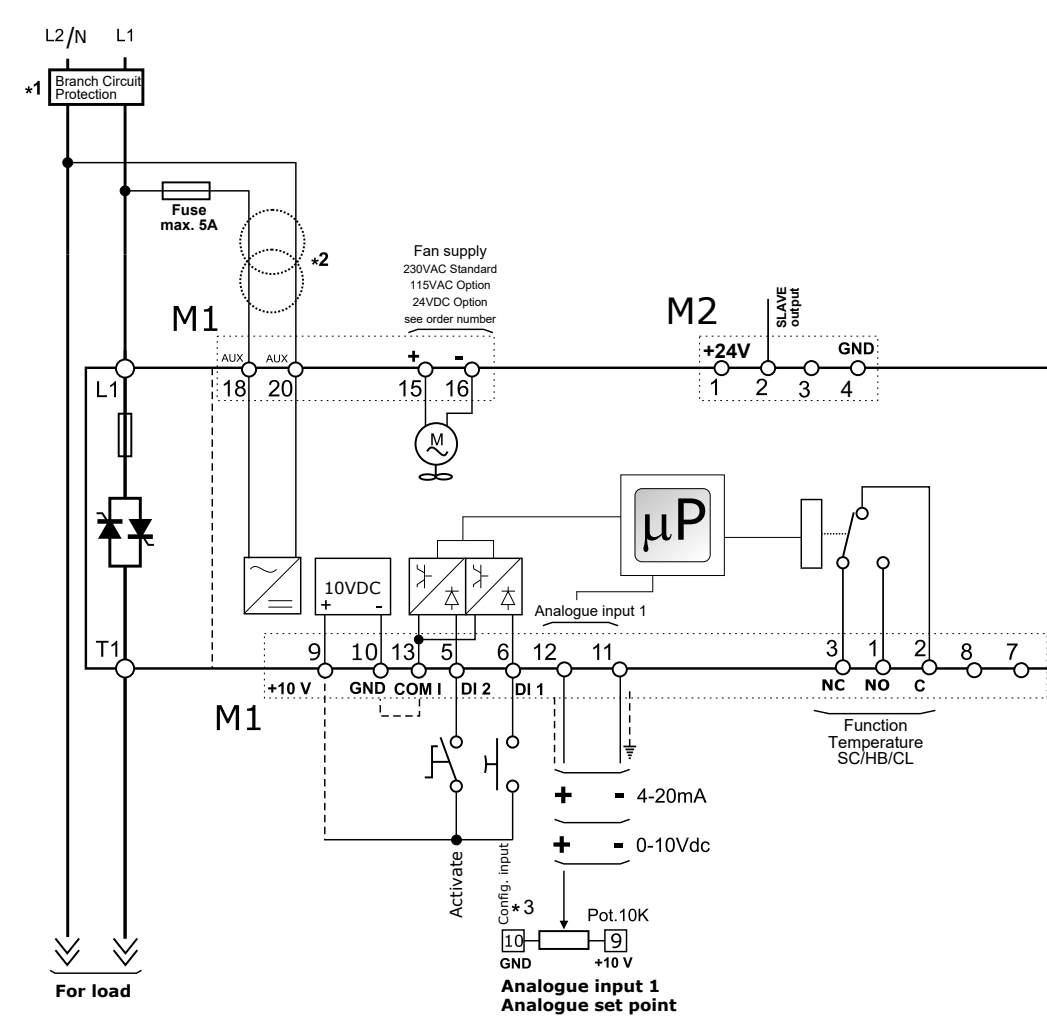 L2/N L1
*1
Branch Circuit
Protection
Fuse
max. 5A
*2
Fan supply
230VAC Standard
115VAC Option
24VDC Option
see order number
M1
M2
SLAVE
output
AUX AUX + -
+24V GND
L1
18 20 15 16
1 2 3 4
M
µP
10VDC
+ -
Analogue input 1
T1
9 10 13 5 6 12 11 3 1 2 8 7
+10 V GND COM I DI 2 DI 1 NC NO C
M1
Function
Temperature
SC/HB/CL
+ - 4-20mA
+ - 0-10Vdc
Activate
Config. input
*3
Pot.10K
10 9
GND +10 V
For load
Analogue input 1
Analogue set point